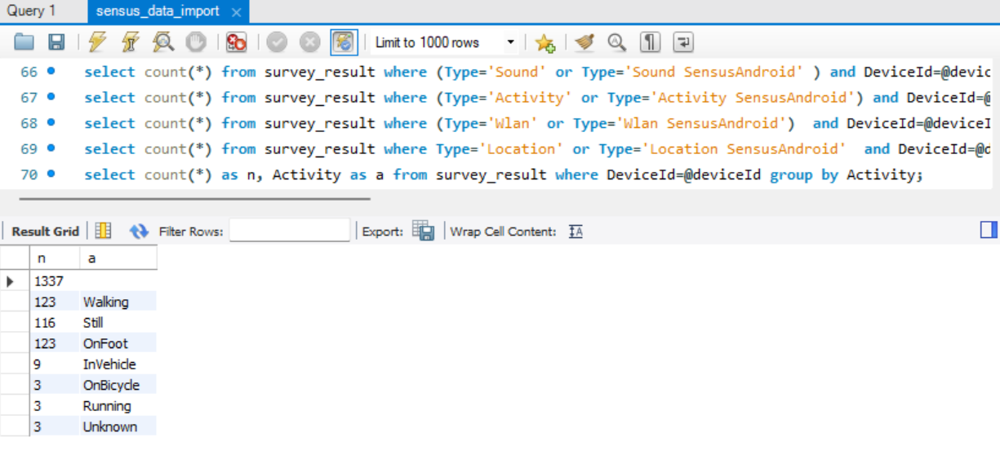 Query 1 sensus_data_import
Limit to 1000 rows
66 select count(*) from survey_result where (Type='Sound' or Type='Sound SensusAndroid' ) and DeviceId=@devic
67 select count(*) from survey_result where (Type='Activity' or Type='Activity SensusAndroid') and DeviceId=@
68 select count(*) from survey_result where (Type='Wlan' or Type='Wlan SensusAndroid')  and DeviceId=@deviceI
69 select count(*) from survey_result where Type='Location' or Type='Location SensusAndroid'  and DeviceId=@d
70 select count(*) as n, Activity as a from survey_result where DeviceId=@deviceId group by Activity;
Result Grid Filter Rows: Export: Wrap Cell Content: IA
n a
1337
123 Walking
116 Still
123 OnFoot
9 InVehicle
3 OnBicycle
3 Running
3 Unknown